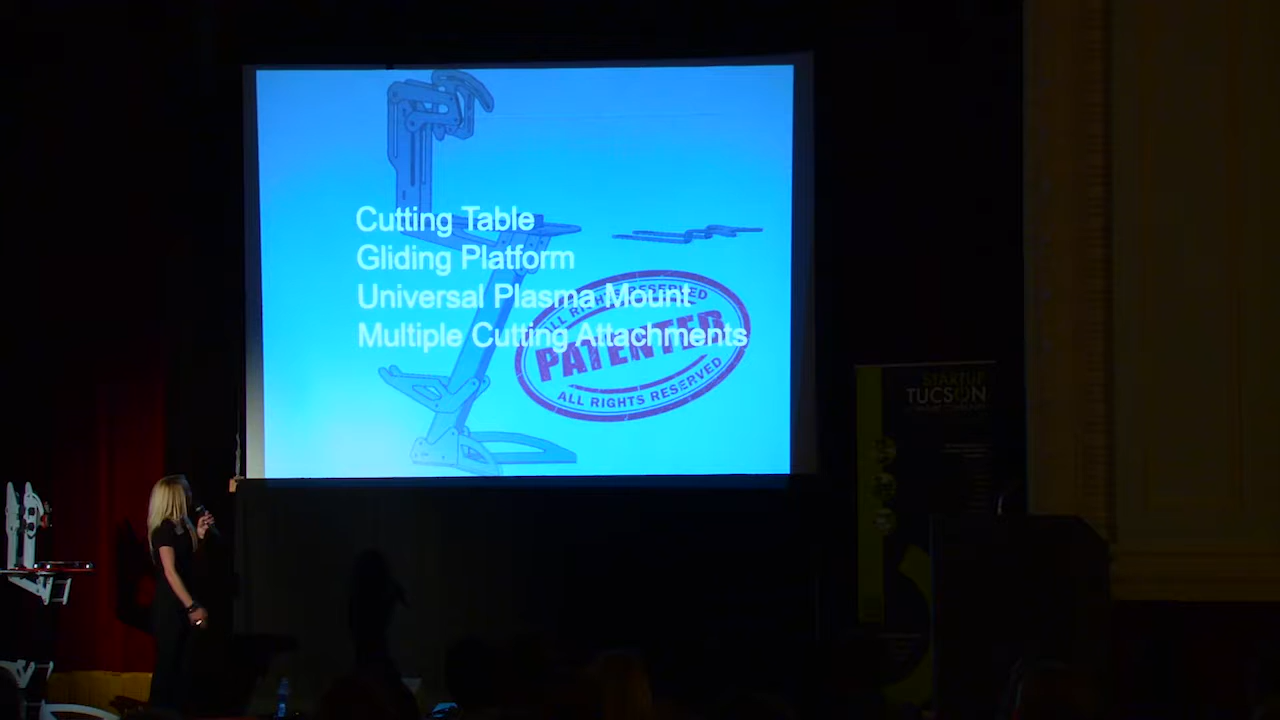 Cutting Table
Gliding Platform
Universal Plasma Mount
Multiple Cutting Attachments
ALL RIGHTS RESERVED
PATENTED
ALL RIGHTS RESERVED
STARTUP
TUCSON